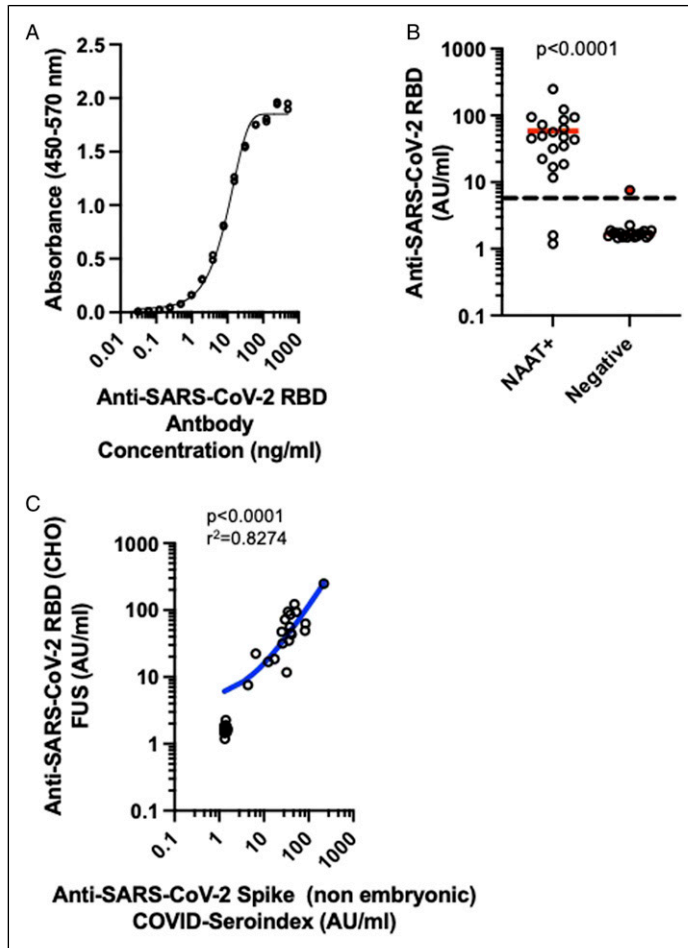 A
2.5
2.0
1.5
1.0
0.5
0.0
Absorbance (450-570 nm)
0.01
0.1
1
10
100
1000
Anti-SARS-CoV-2 RBD
Antbody
Concentration (ng/ml)
B
p<0.0001
1000
100
10
1
0.1
Anti-SARS-CoV-2 RBD
(AU/ml)
NAAT+
Negative
C
p<0.0001
r²=0.8274
1000
100
10
1
0.1
Anti-SARS-CoV-2 RBD (CHO)
FUS (AU/ml)
0.1
1
10
100
1000
Anti-SARS-CoV-2 Spike (non embryonic)
COVID-Seroindex (AU/ml)